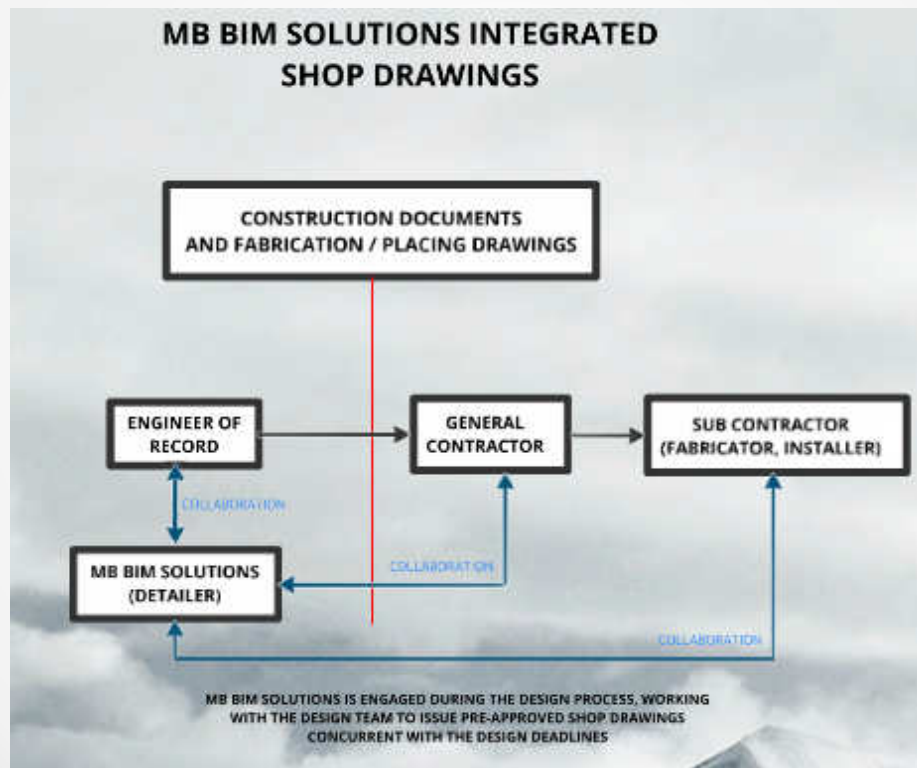 MB BIM SOLUTIONS INTEGRATED
SHOP DRAWINGS
CONSTRUCTION DOCUMENTS
AND FABRICATION / PLACING DRAWINGS
ENGINEER OF
RECORD
GENERAL
CONTRACTOR
SUB CONTRACTOR
(FABRICATOR, INSTALLER)
COLLABORATION
MB BIM SOLUTIONS
(DETAILER)
COLLABORATION
COLLABORATION
MB BIM SOLUTIONS IS ENGAGED DURING THE DESIGN PROCESS, WORKING
WITH THE DESIGN TEAM TO ISSUE PRE-APPROVED SHOP DRAWINGS
CONCURRENT WITH THE DESIGN DEADLINES